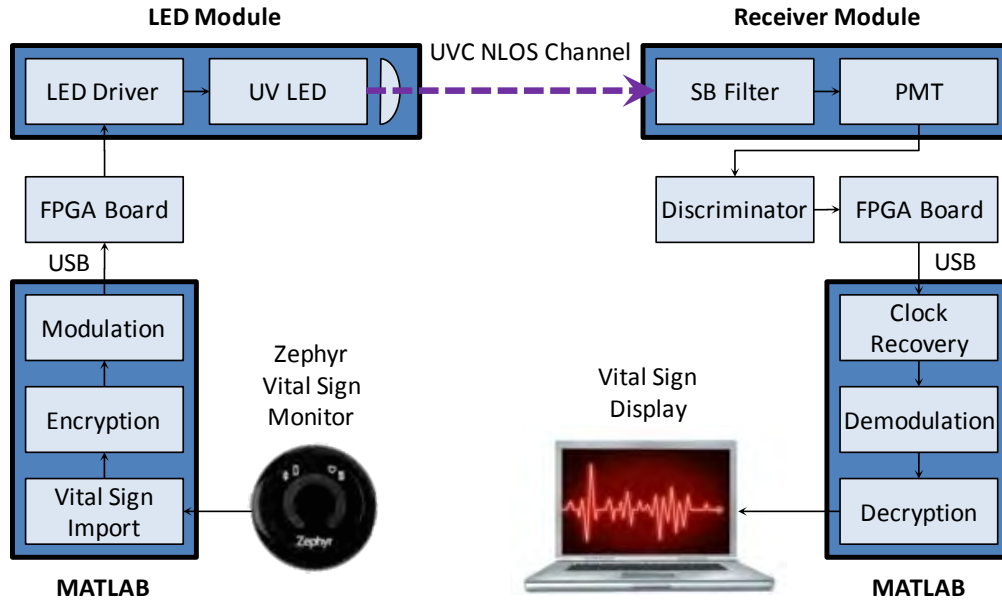 LED Module
Receiver Module
UVC NLOS Channel
LED Driver
UV LED
SB Filter
PMT
FPGA Board
Discriminator
FPGA Board
USB
USB
Modulation
Encryption
Vital Sign
Import
MATLAB
Zephyr
Vital Sign
Monitor
Zephyr
Vital Sign
Display
Clock
Recovery
Demodulation
Decryption
MATLAB